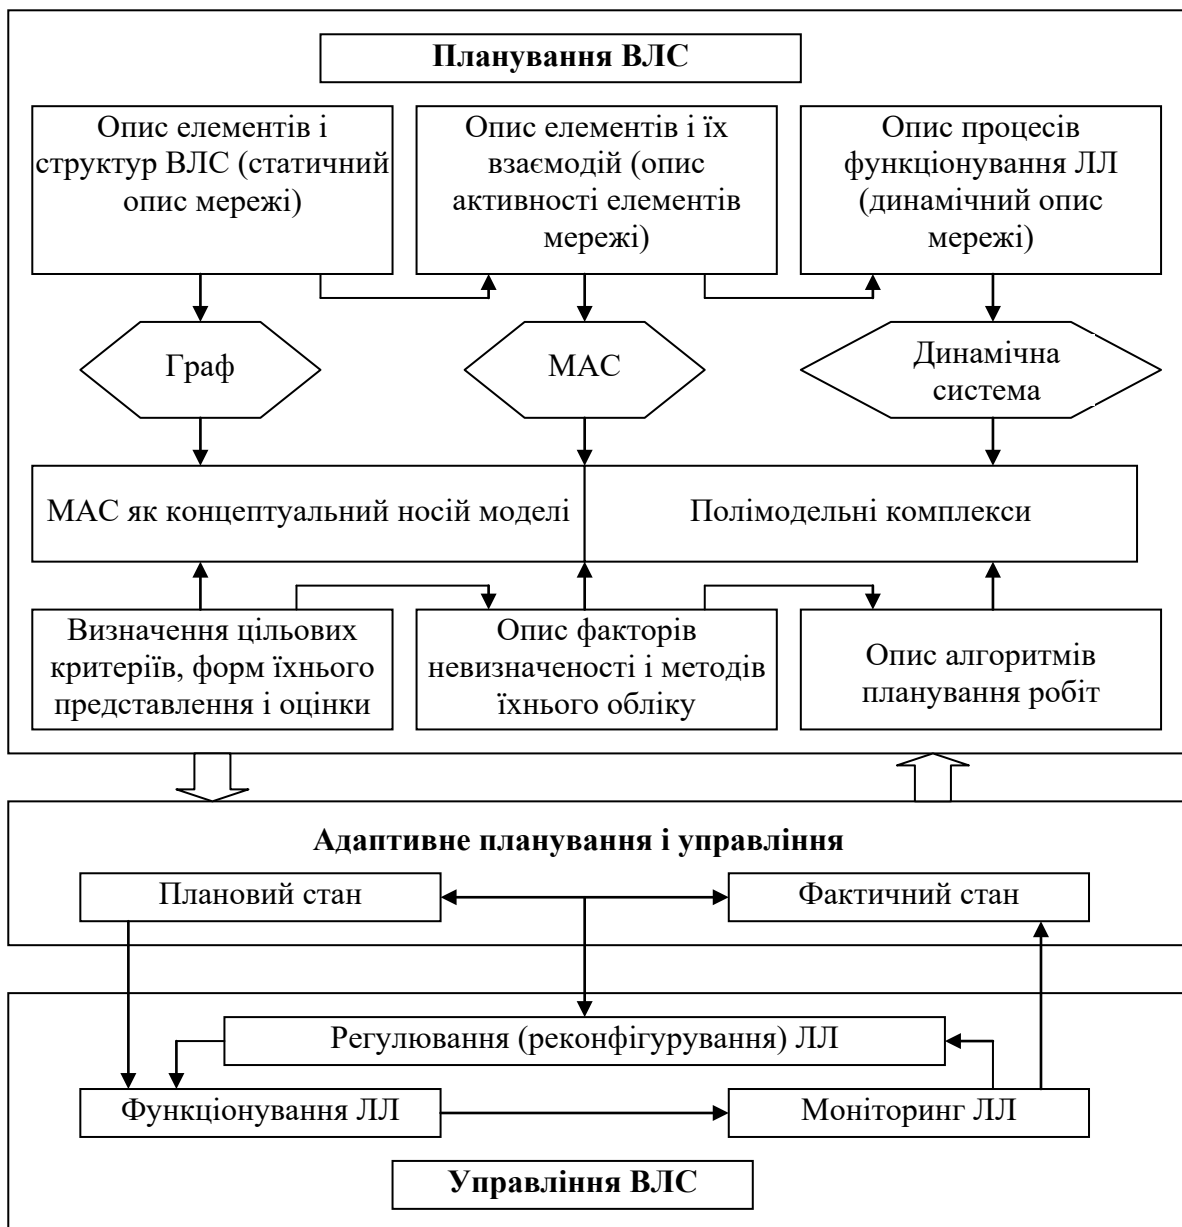 Планування ВЛС
Опис елементів і
структур ВЛС (статичний
опис мережі)
Опис елементів і їх
взаємодій (опис
активності елементів
мережі)
Опис процесів
функціонування ЛЛ
(динамічний опис
мережі)
Граф
МАС
Динамічна
система
МАС як концептуальний носій моделі
Полімодельні комплекси
Визначення цільових
критеріїв, форм їхнього
представлення і оцінки
Опис факторів
невизначеності і методів
їхнього обліку
Опис алгоритмів
планування робіт
Адаптивне планування і управління
Плановий стан
Фактичний стан
Регулювання (реконфігурування) ЛЛ
Функціонування ЛЛ
Моніторинг ЛЛ
Управління ВЛС